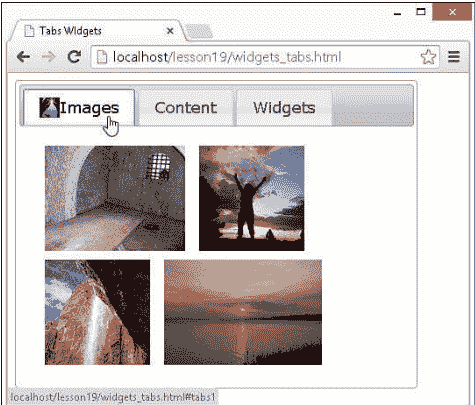 Tabs Widgets
localhost/lesson19/widgets_tabs.html
Images Content Widgets
localhost/lesson19/widgets_tabs.html#tabs1